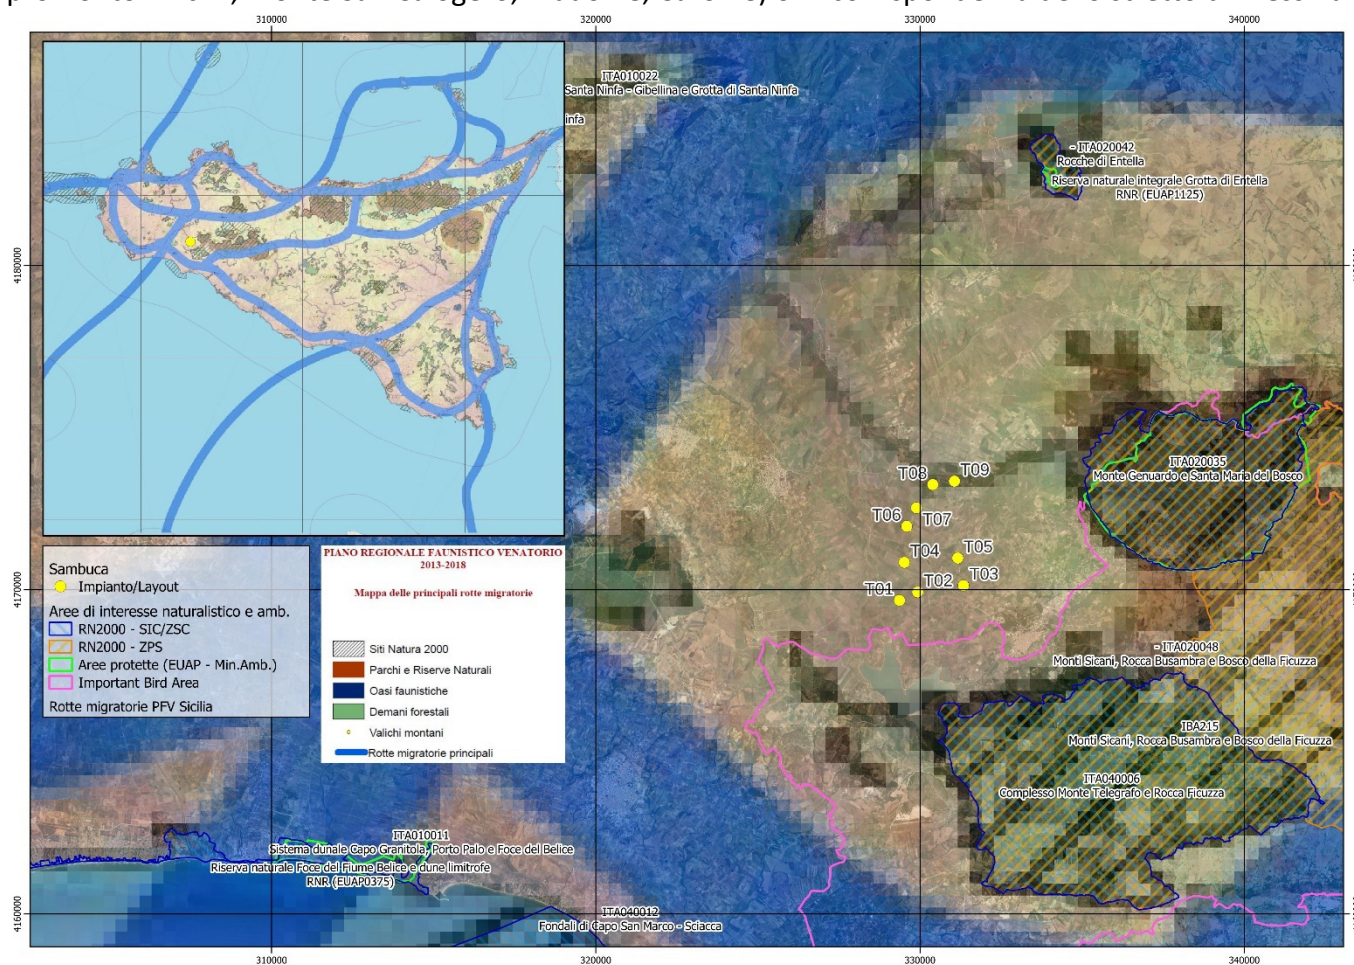 310000
320000
330000
340000
ITA010022
Santa Ninfa - Gibellina e Grotta di Santa Ninfa
infa
- ITA020042
Rocche di Entella
Riserva naturale integrale Grotta di Entella
RNR (EUAP1125)
4180000
ITA020035
Monte Genuardo e Santa Maria del Bosco
T08
T09
T06
T07
T04
T05
T02
T03
T01
4170000
Sambuca
Impianto/Layout
Aree di interesse naturalistico e amb.
RN2000 - SIC/ZSC
RN2000 - ZPS
Aree protette (EUAP - Min.Amb.)
Important Bird Area
Rotte migratorie PFV Sicilia
PIANO REGIONALE FAUNISTICO VENATORIO
2013-2018
Mappa delle principali rotte migratorie
Siti Natura 2000
Parchi e Riserve Naturali
Oasi faunistiche
Demani forestali
Valichi montani
Rotte migratorie principali
- ITA020048
Monti Sicani, Rocca Busambra e Bosco della Ficuzza
IBA215
Monti Sicani, Rocca Busambra e Bosco della Ficuzza
ITA040006
Complesso Monte Telegrafo e Rocca Ficuzza
ITA010011
Sistema dunale Capo Granitola, Porto Palo e Foce del Belice
Riserva naturale Foce del Fiume Belice e dune limitrofe
RNR (EUAP0375)
ITA040012
Fondali di Capo San Marco - Sciacca
4160000
310000
320000
330000
340000